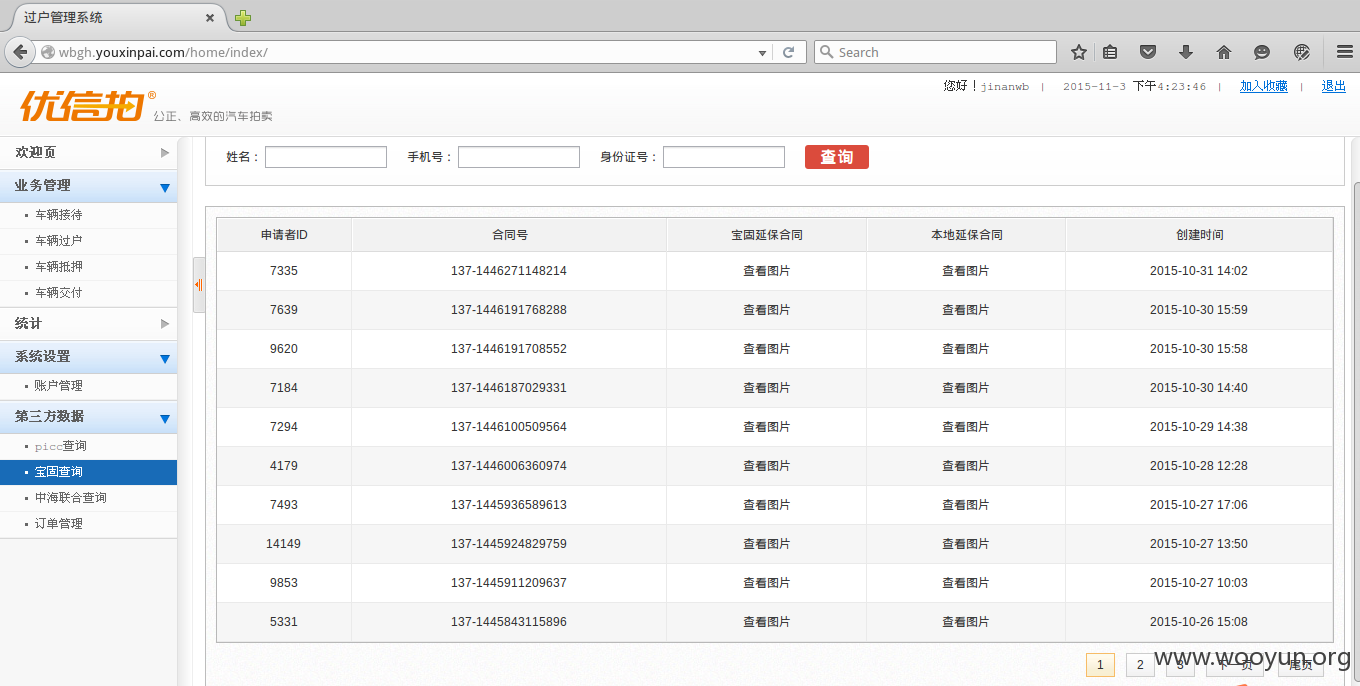 过户管理系统
wbgh.youxinpai.com/home/index/
Search
您好！jinanwb | 2015-11-3 下午4:23:46 | 加入收藏 | 退出
优信拍® 公正、高效的汽车拍卖
欢迎页
业务管理
车辆接待
车辆过户
车辆抵押
车辆交付
统计
系统设置
账户管理
第三方数据
picc查询
宝固查询
中海联合查询
订单管理
姓名： 手机号： 身份证号： 查询
申请者ID 合同号 宝固延保合同 本地延保合同 创建时间
7335 137-1446271148214 查看图片 查看图片 2015-10-31 14:02
7639 137-1446191768288 查看图片 查看图片 2015-10-30 15:59
9620 137-1446191708552 查看图片 查看图片 2015-10-30 15:58
7184 137-1446187029331 查看图片 查看图片 2015-10-30 14:40
7294 137-1446100509564 查看图片 查看图片 2015-10-29 14:38
4179 137-1446006360974 查看图片 查看图片 2015-10-28 12:28
7493 137-1445936589613 查看图片 查看图片 2015-10-27 17:06
14149 137-1445924829759 查看图片 查看图片 2015-10-27 13:50
9853 137-1445911209637 查看图片 查看图片 2015-10-27 10:03
5331 137-1445843115896 查看图片 查看图片 2015-10-26 15:08
1 2 3 下一页 尾页
www.wooyun.org